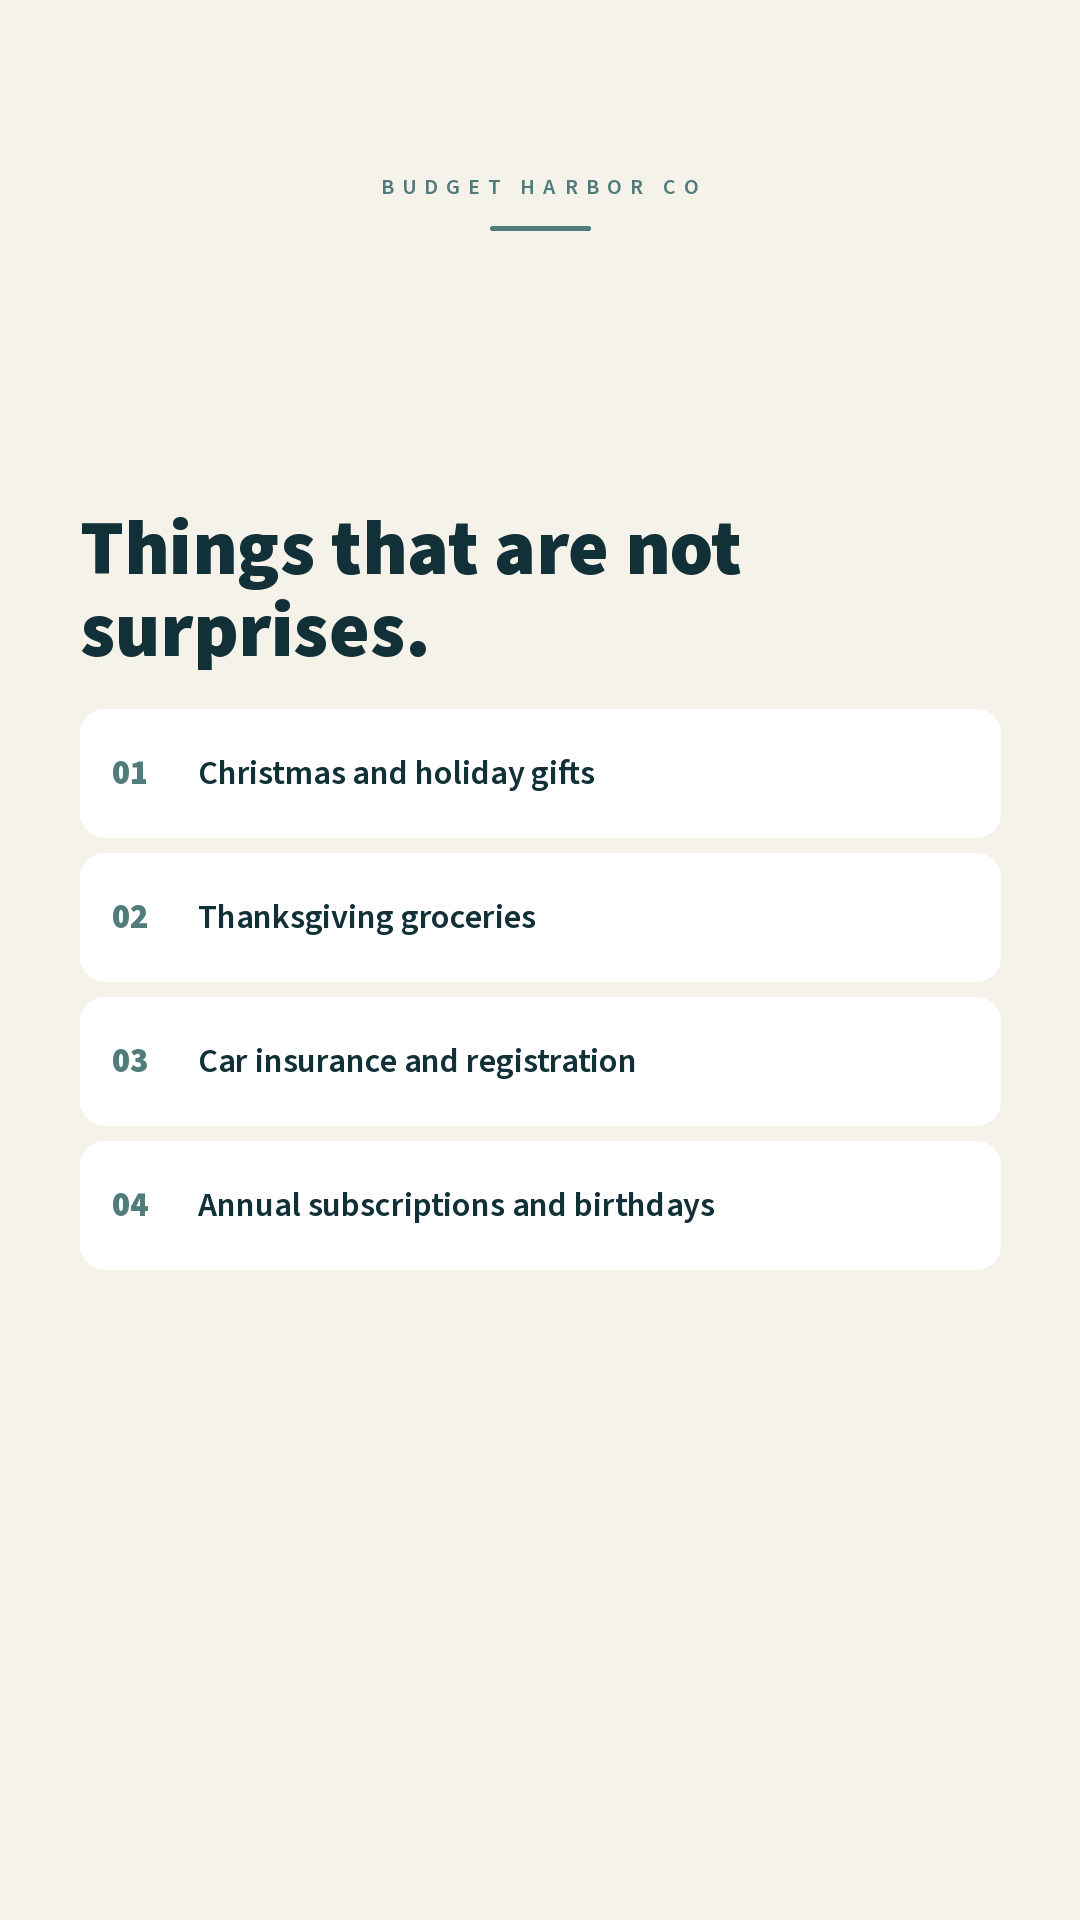 BUDGET HARBOR CO
Things that are not
surprises.
01 Christmas and holiday gifts
02 Thanksgiving groceries
03 Car insurance and registration
04 Annual subscriptions and birthdays